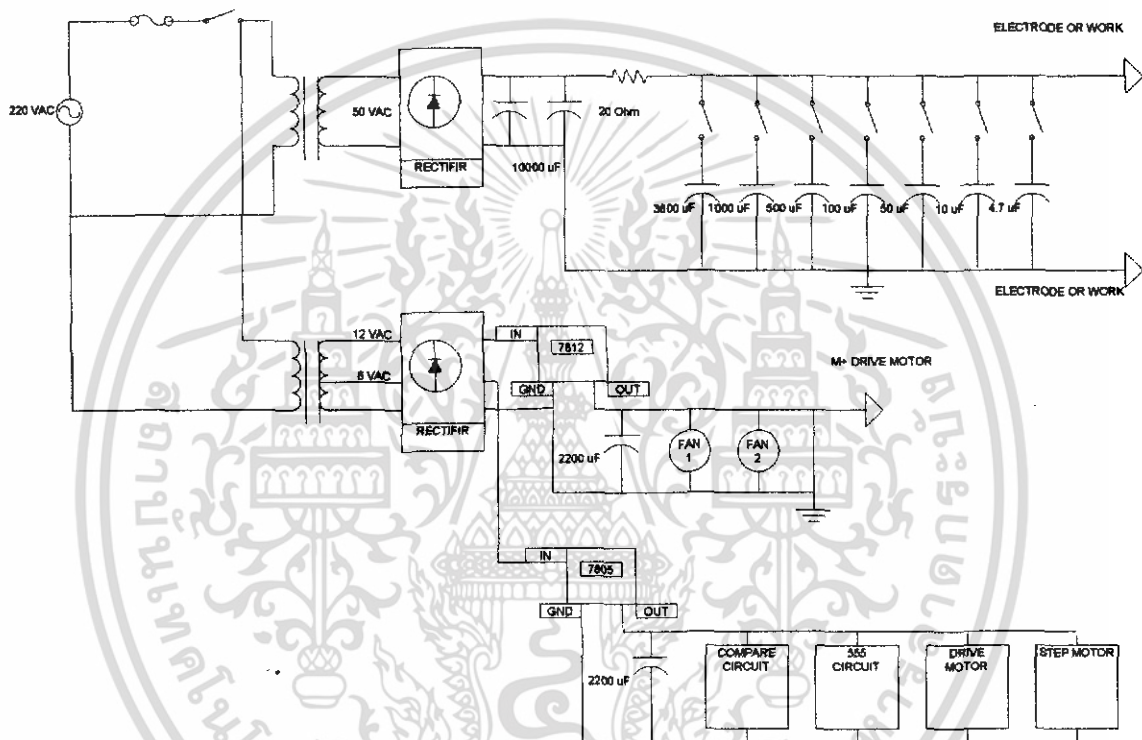 ELECTRODE OR WORK
220 VAC
50 VAC
RECTIFIR
10000 uF
20 Ohm
3600 uF
1000 uF
500 uF
100 uF
50 uF
10 uF
4.7 uF
ELECTRODE OR WORK
12 VAC
IN
7812
M+ DRIVE MOTOR
6 VAC
GND
OUT
RECTIFIR
2200 uF
FAN
1
FAN
2
IN
7805
GND
OUT
2200 uF
COMPARE
CIRCUIT
555
CIRCUIT
DRIVE
MOTOR
STEP MOTOR